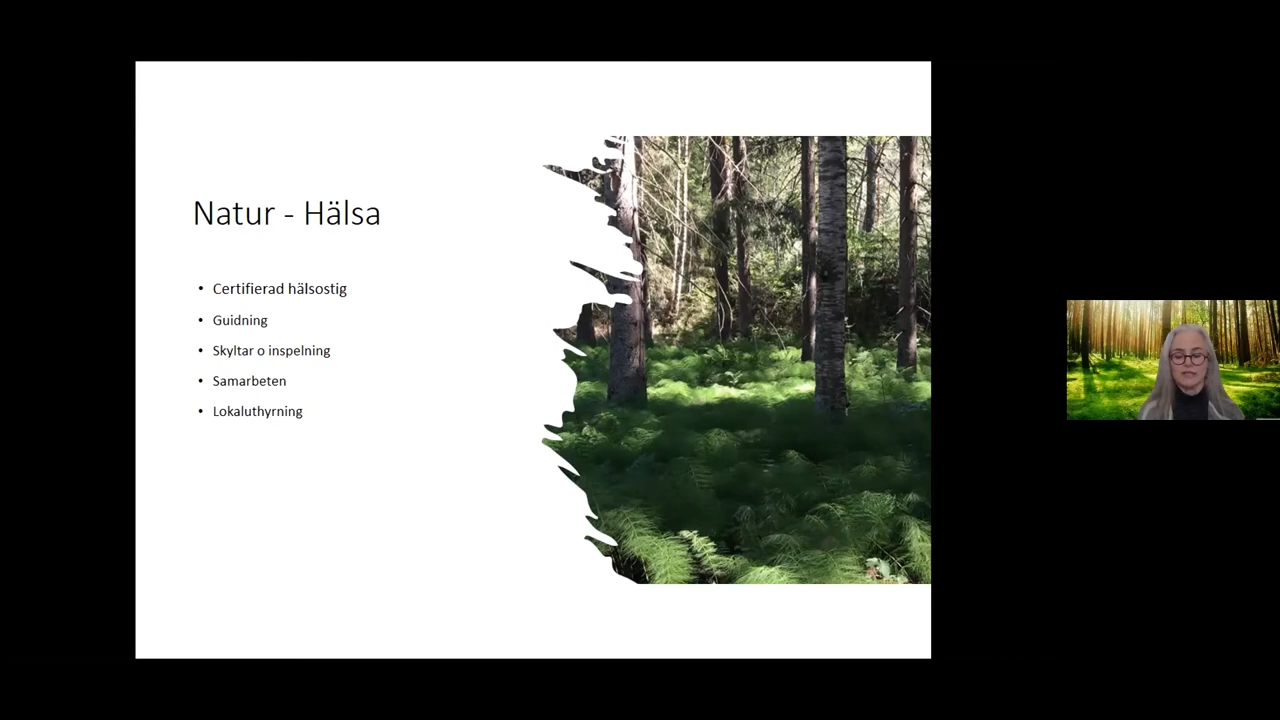 Natur - Hälsa
• Certifierad hälsostig
• Guidning
• Skyltar o inspelning
• Samarbeten
• Lokaluthyrning